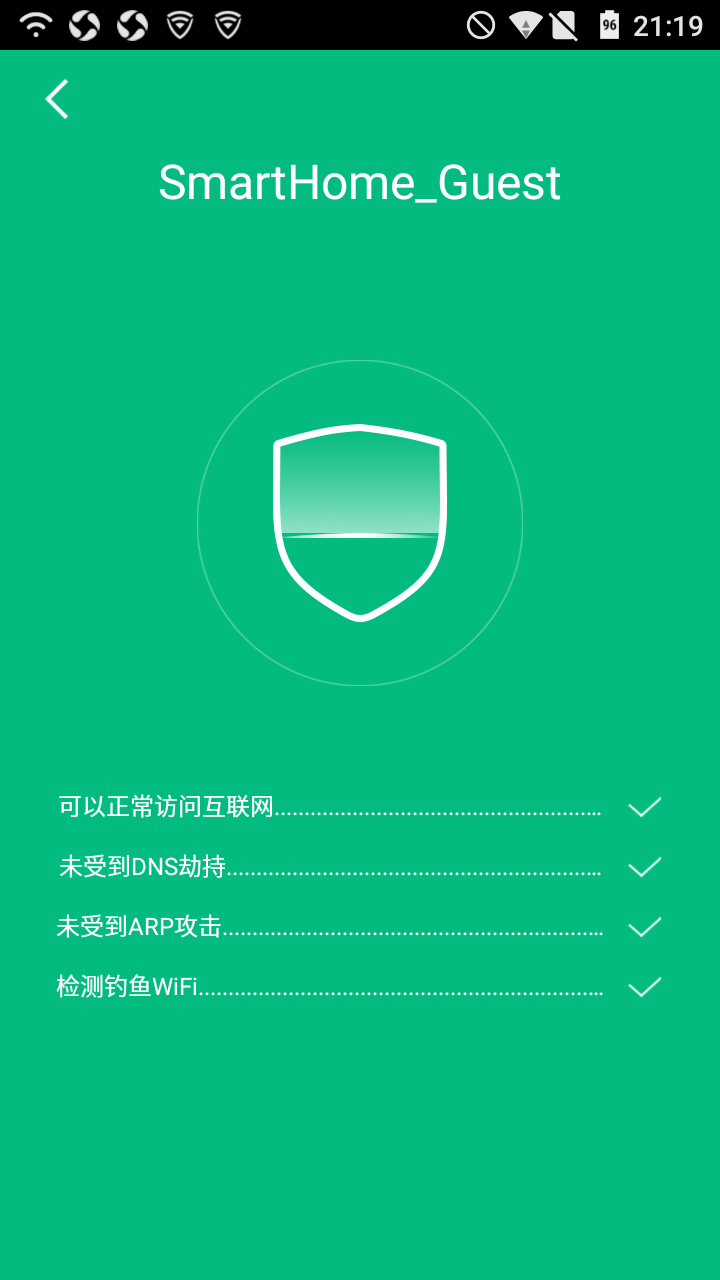 96 21:19
SmartHome_Guest
可以正常访问互联网......................................................
未受到DNS劫持..............................................................
未受到ARP攻击...............................................................
检测钓鱼WiFi...................................................................